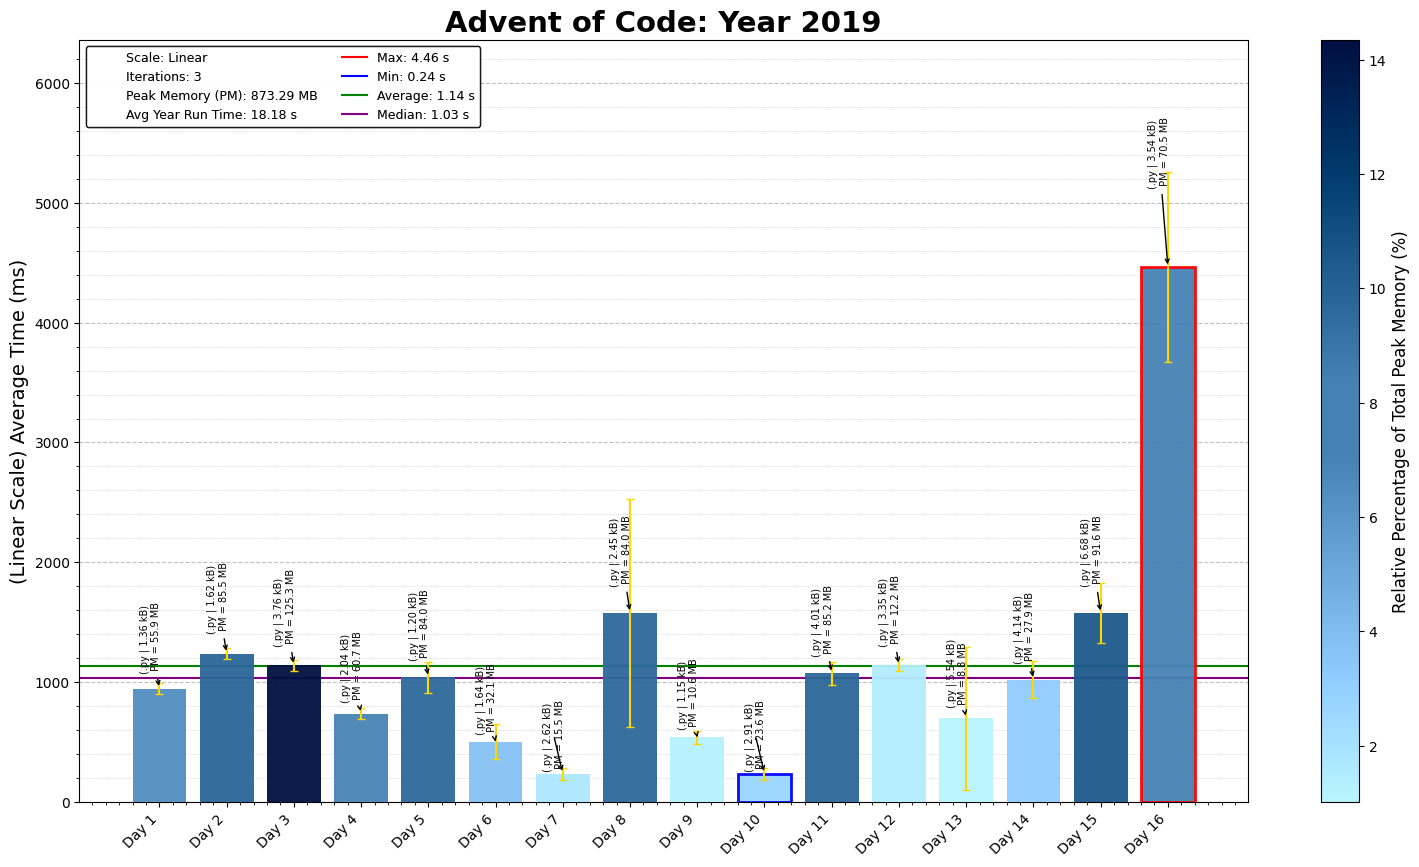 Advent of Code: Year 2019
Scale: Linear
Iterations: 3
Peak Memory (PM): 873.29 MB
Avg Year Run Time: 18.18 s
Max: 4.46 s
Min: 0.24 s
Average: 1.14 s
Median: 1.03 s
(Linear Scale) Average Time (ms)
6000
5000
4000
3000
2000
1000
0
(.py | 1.36 kB)
PM = 55.9 MB
(.py | 1.62 kB)
PM = 85.5 MB
(.py | 3.76 kB)
PM = 125.3 MB
(.py | 2.04 kB)
PM = 60.7 MB
(.py | 1.20 kB)
PM = 84.0 MB
(.py | 1.64 kB)
PM = 32.1 MB
(.py | 2.62 kB)
PM = 15.5 MB
(.py | 2.45 kB)
PM = 84.0 MB
(.py | 1.15 kB)
PM = 10.6 MB
(.py | 2.91 kB)
PM = 23.6 MB
(.py | 4.01 kB)
PM = 85.2 MB
(.py | 3.35 kB)
PM = 12.2 MB
(.py | 5.54 kB)
PM = 8.8 MB
(.py | 4.14 kB)
PM = 27.9 MB
(.py | 6.68 kB)
PM = 91.6 MB
(.py | 3.54 kB)
PM = 70.5 MB
Day 1
Day 2
Day 3
Day 4
Day 5
Day 6
Day 7
Day 8
Day 9
Day 10
Day 11
Day 12
Day 13
Day 14
Day 15
Day 16
14
12
10
8
6
4
2
Relative Percentage of Total Peak Memory (%)